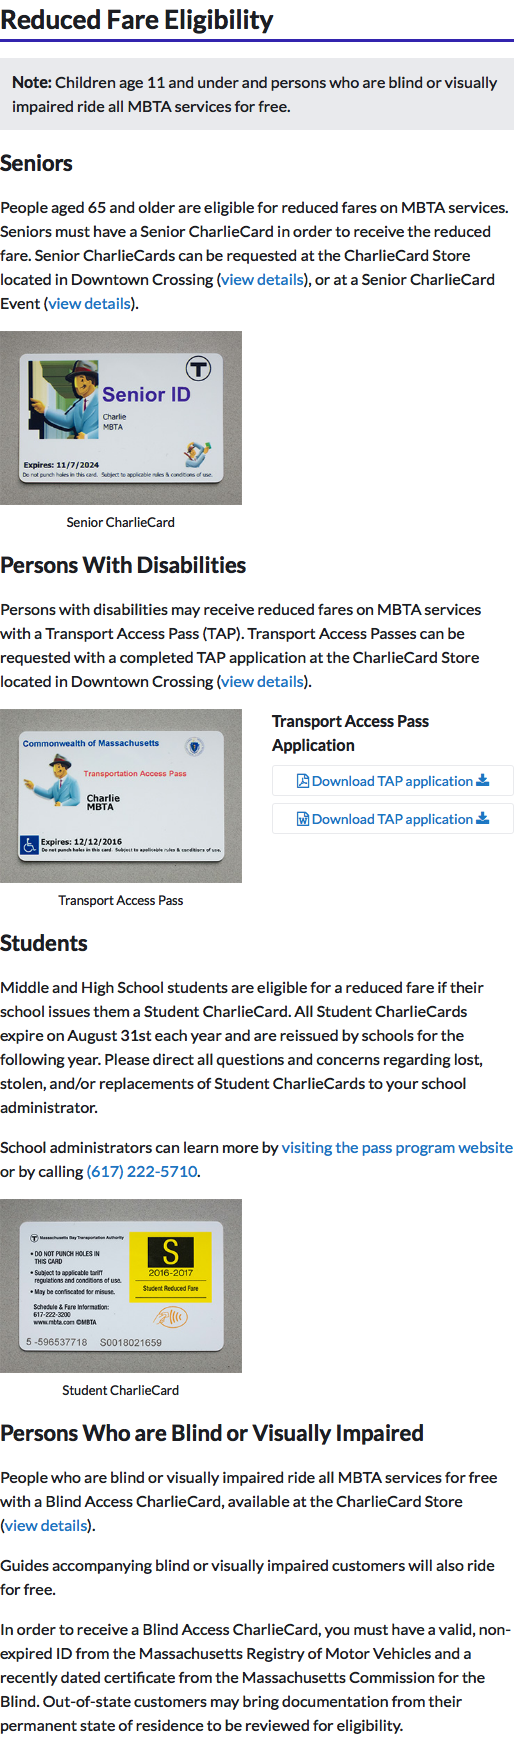 Reduced Fare Eligibility
Note: Children age 11 and under and persons who are blind or visually
impaired ride all MBTA services for free.
Seniors
People aged 65 and older are eligible for reduced fares on MBTA services.
Seniors must have a Senior CharlieCard in order to receive the reduced
fare. Senior CharlieCards can be requested at the CharlieCard Store
located in Downtown Crossing (view details), or at a Senior CharlieCard
Event (view details).
T
Senior ID
Charlie
MBTA
Expires: 11/7/2024
Do not punch holes in this card. Subject to applicable rules & conditions of use.
Senior CharlieCard
Persons With Disabilities
Persons with disabilities may receive reduced fares on MBTA services
with a Transport Access Pass (TAP). Transport Access Passes can be
requested with a completed TAP application at the CharlieCard Store
located in Downtown Crossing (view details).
Commonwealth of Massachusetts
Transportation Access Pass
Charlie
MBTA
Expires: 12/12/2016
Do not punch holes in this card. Subject to applicable rules & conditions of use.
Transport Access Pass
Transport Access Pass
Application
Download TAP application
Download TAP application
Students
Middle and High School students are eligible for a reduced fare if their
school issues them a Student CharlieCard. All Student CharlieCards
expire on August 31st each year and are reissued by schools for the
following year. Please direct all questions and concerns regarding lost,
stolen, and/or replacements of Student CharlieCards to your school
administrator.
School administrators can learn more by visiting the pass program website
or by calling (617) 222-5710.
T Massachusetts Bay Transportation Authority
• DO NOT PUNCH HOLES IN
THIS CARD
• Subject to applicable tariff
regulations and conditions of use.
• May be confiscated for misuse.
Schedule & Fare Information:
617-222-3200
www.mbta.com ©MBTA
5 -596537718 S0018021659
S
2016-2017
Student Reduced Fare
Student CharlieCard
Persons Who are Blind or Visually Impaired
People who are blind or visually impaired ride all MBTA services for free
with a Blind Access CharlieCard, available at the CharlieCard Store
(view details).
Guides accompanying blind or visually impaired customers will also ride
for free.
In order to receive a Blind Access CharlieCard, you must have a valid, non-
expired ID from the Massachusetts Registry of Motor Vehicles and a
recently dated certificate from the Massachusetts Commission for the
Blind. Out-of-state customers may bring documentation from their
permanent state of residence to be reviewed for eligibility.